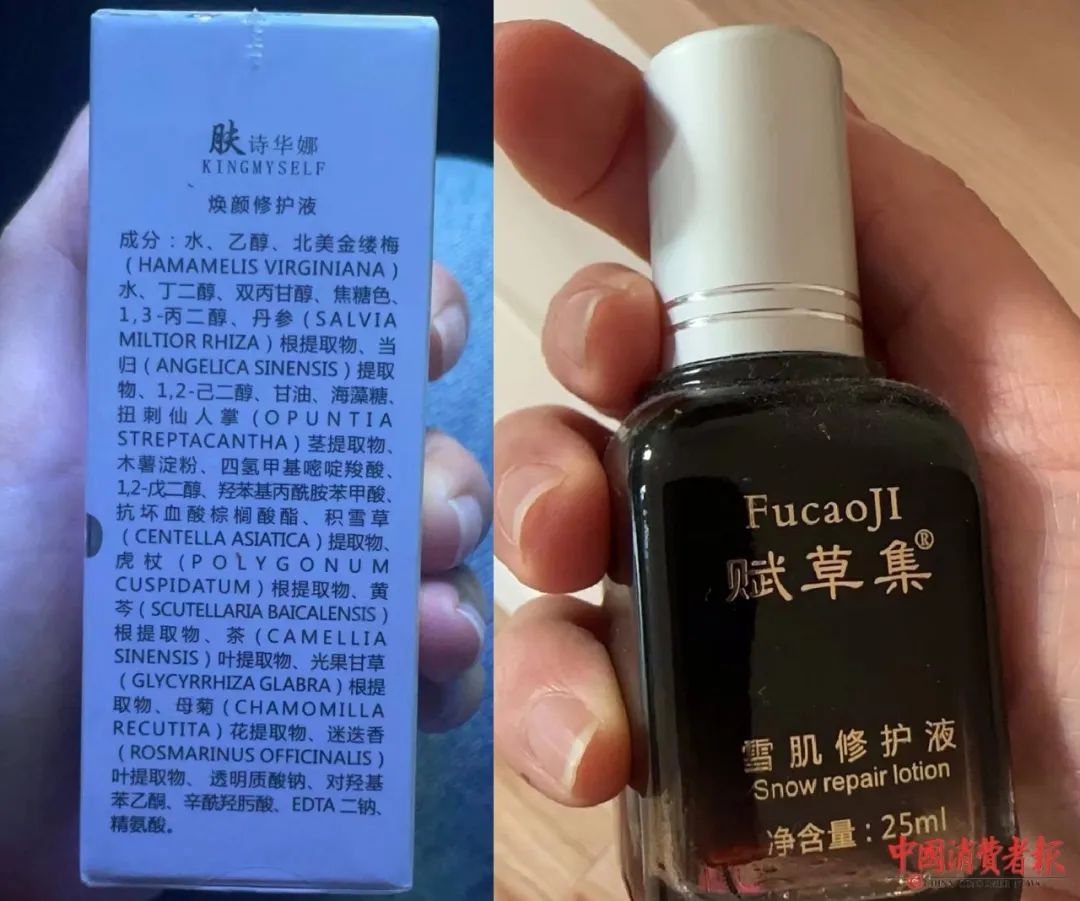 肤诗华娜
KINGMYSELF
焕颜修护液
成分：水、乙醇、北美金缕梅
（HAMAMELIS VIRGINIANA）
水、丁二醇、双丙甘醇、焦糖色、
1,3-丙二醇、丹参（SALVIA
MILTIOR RHIZA）根提取物、当
归（ANGELICA SINENSIS）提取
物、1,2-己二醇、甘油、海藻糖、
扭刺仙人掌（OPUNTIA
STREPTACANTHA）茎提取物、
木薯淀粉、四氢甲基嘧啶羧酸、
1,2-戊二醇、羟苯基丙酰胺苯甲酸、
抗坏血酸棕榈酸酯、积雪草
（CENTELLA ASIATICA）提取物、
虎杖（POLYGONUM
CUSPIDATUM）根提取物、黄
芩（SCUTELLARIA BAICALENSIS）
根提取物、茶（CAMELLIA
SINENSIS）叶提取物、光果甘草
（GLYCYRRHIZA GLABRA）根提
取物、母菊（CHAMOMILLA
RECUTITA）花提取物、迷迭香
（ROSMARINUS OFFICINALIS）
叶提取物、透明质酸钠、对羟基
苯乙酮、辛酰羟肟酸、EDTA 二钠、
精氨酸。
FucaoJI
赋草集®
雪肌修护液
Snow repair lotion
净含量：25ml
中国消费者报